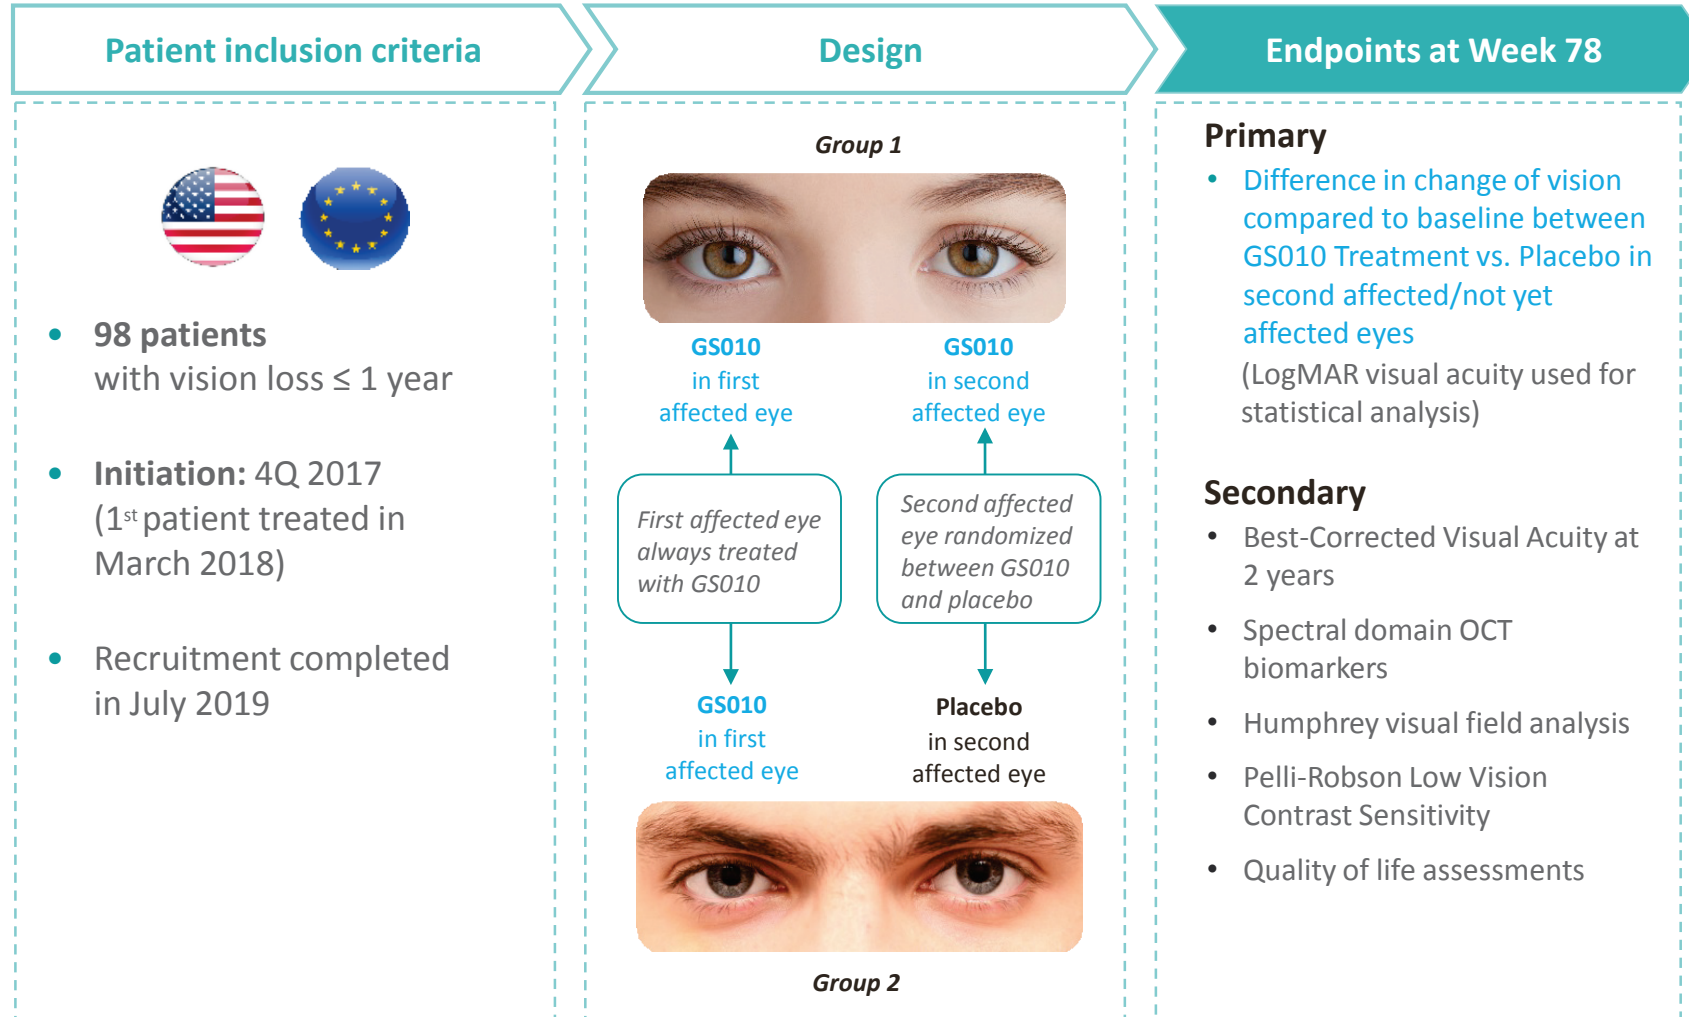 Patient inclusion criteria
Design
Endpoints at Week 78
• 98 patients
with vision loss ≤ 1 year
• Initiation: 4Q 2017
(1st patient treated in
March 2018)
• Recruitment completed
in July 2019
Group 1
GS010
in first
affected eye
GS010
in second
affected eye
First affected eye
always treated
with GS010
Second affected
eye randomized
between GS010
and placebo
GS010
in first
affected eye
Placebo
in second
affected eye
Group 2
Primary
• Difference in change of vision
compared to baseline between
GS010 Treatment vs. Placebo in
second affected/not yet
affected eyes
(LogMAR visual acuity used for
statistical analysis)
Secondary
• Best-Corrected Visual Acuity at
2 years
• Spectral domain OCT
biomarkers
• Humphrey visual field analysis
• Pelli-Robson Low Vision
Contrast Sensitivity
• Quality of life assessments